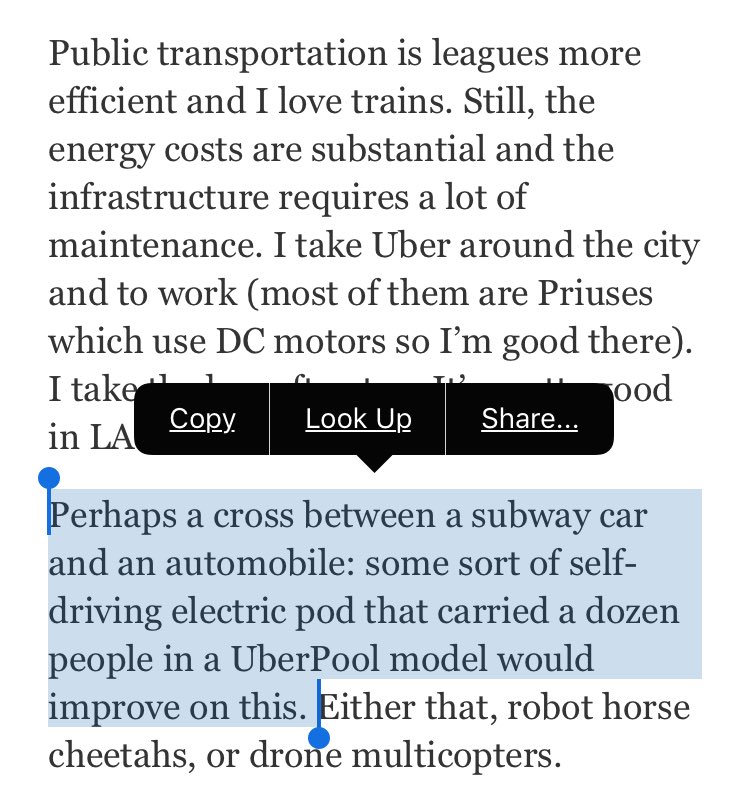 Public transportation is leagues more
efficient and I love trains. Still, the
energy costs are substantial and the
infrastructure requires a lot of
maintenance. I take Uber around the city
and to work (most of them are Priuses
which use DC motors so I’m good there).
I take good
in LA
Copy Look Up Share...
Perhaps a cross between a subway car
and an automobile: some sort of self-
driving electric pod that carried a dozen
people in a UberPool model would
improve on this. Either that, robot horse
cheetahs, or drone multicopters.